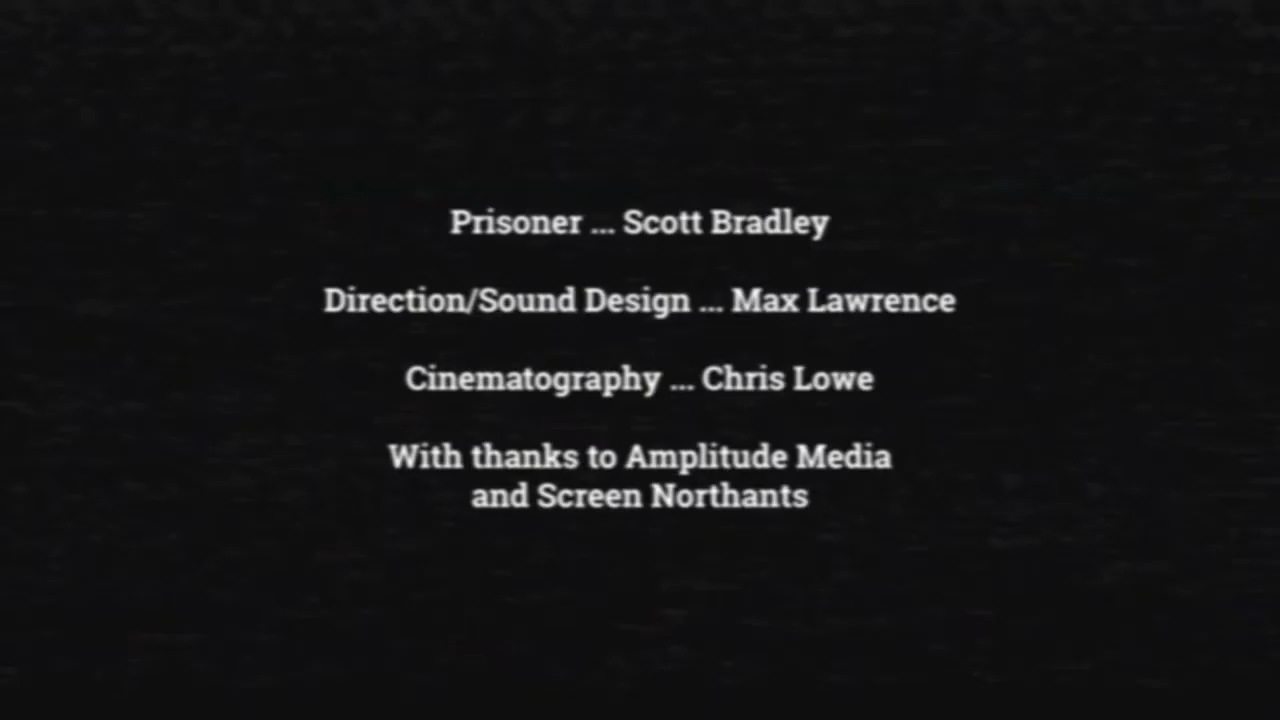 Prisoner ... Scott Bradley
Direction/Sound Design ... Max Lawrence
Cinematography ... Chris Lowe
With thanks to Amplitude Media
and Screen Northants